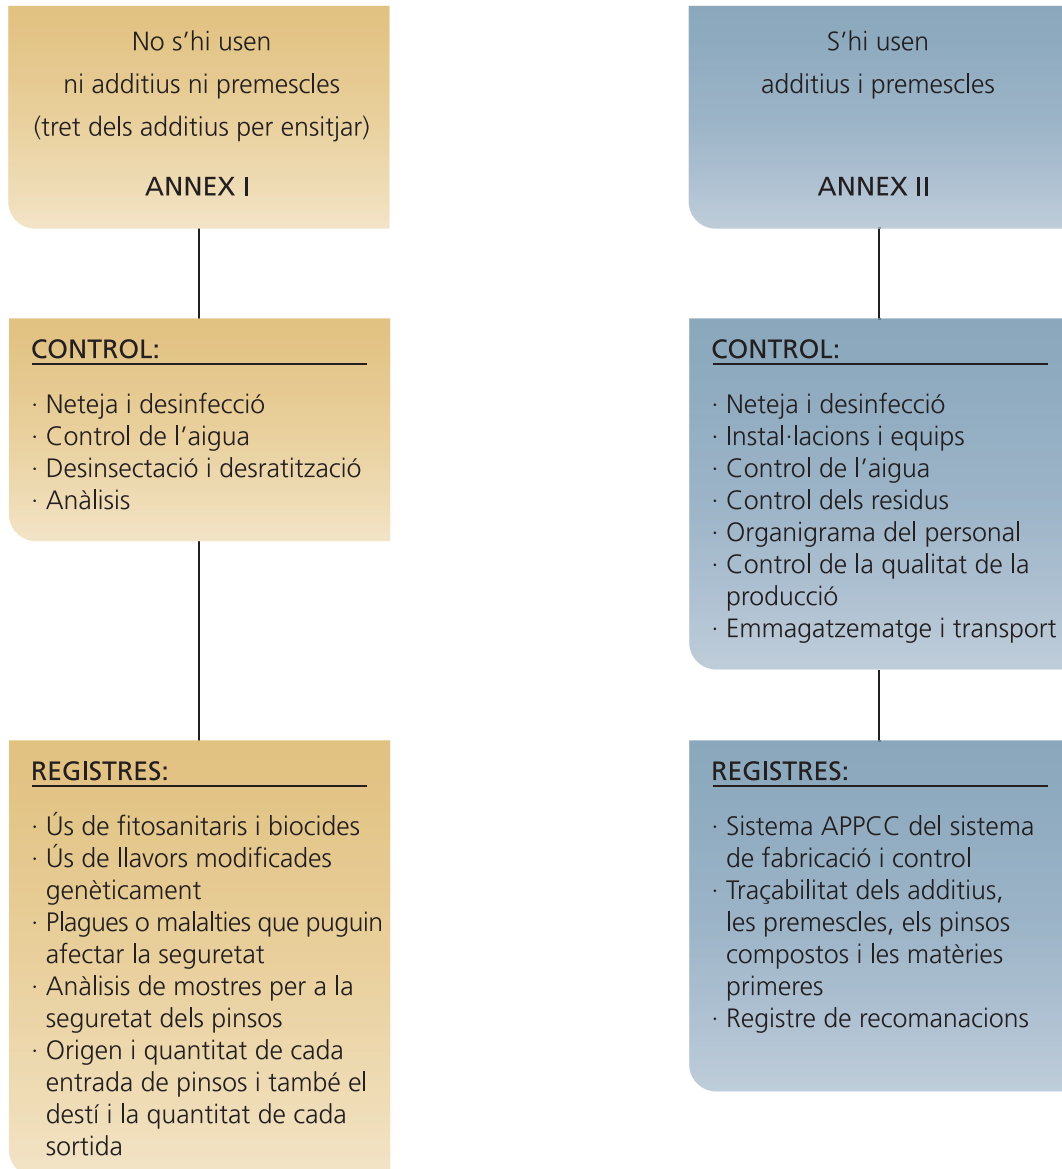 No s’hi usen
ni additius ni premescles
(tret dels additius per ensitjar)
ANNEX I
CONTROL:
· Neteja i desinfecció
· Control de l’aigua
· Desinsectació i desratització
· Anàlisis
REGISTRES:
· Ús de fitosanitaris i biocides
· Ús de llavors modificades
genèticament
· Plagues o malalties que puguin
afectar la seguretat
· Anàlisis de mostres per a la
seguretat dels pinsos
· Origen i quantitat de cada
entrada de pinsos i també el
destí i la quantitat de cada
sortida
S’hi usen
additius i premescles
ANNEX II
CONTROL:
· Neteja i desinfecció
· Instal·lacions i equips
· Control de l’aigua
· Control dels residus
· Organigrama del personal
· Control de la qualitat de la
producció
· Emmagatzematge i transport
REGISTRES:
· Sistema APPCC del sistema
de fabricació i control
· Traçabilitat dels additius,
les premescles, els pinsos
compostos i les matèries
primeres
· Registre de recomanacions